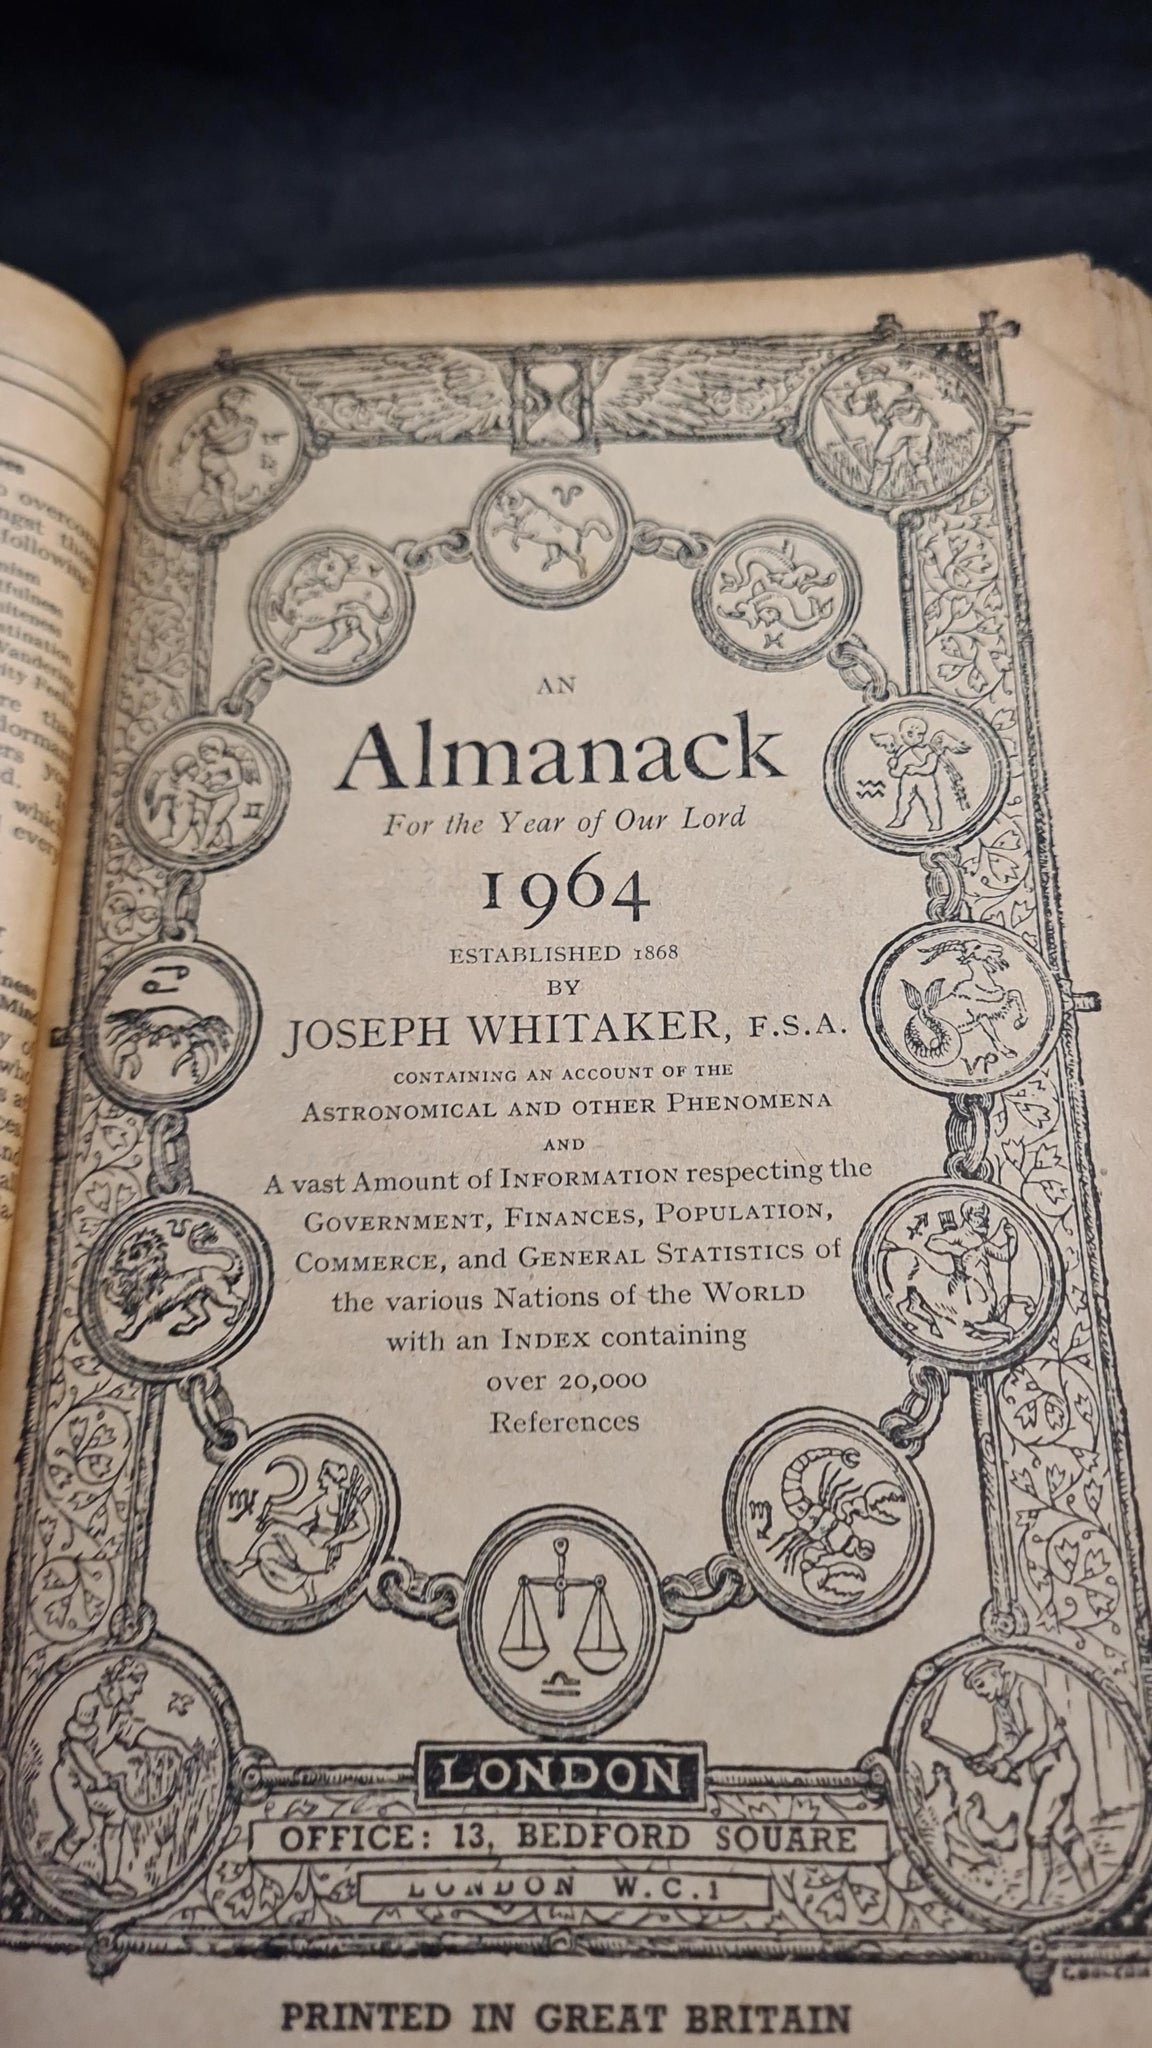 AN
Almanack
For the Year of Our Lord
1964
ESTABLISHED 1868
BY
JOSEPH WHITAKER, F.S.A.
CONTAINING AN ACCOUNT OF THE
ASTRONOMICAL AND OTHER PHENOMENA
AND
A vast Amount of INFORMATION respecting the
GOVERNMENT, FINANCES, POPULATION,
COMMERCE, and GENERAL STATISTICS of
the various Nations of the WORLD
with an INDEX containing
over 20,000
References
LONDON
OFFICE: 13, BEDFORD SQUARE
LONDON W.C.1
PRINTED IN GREAT BRITAIN